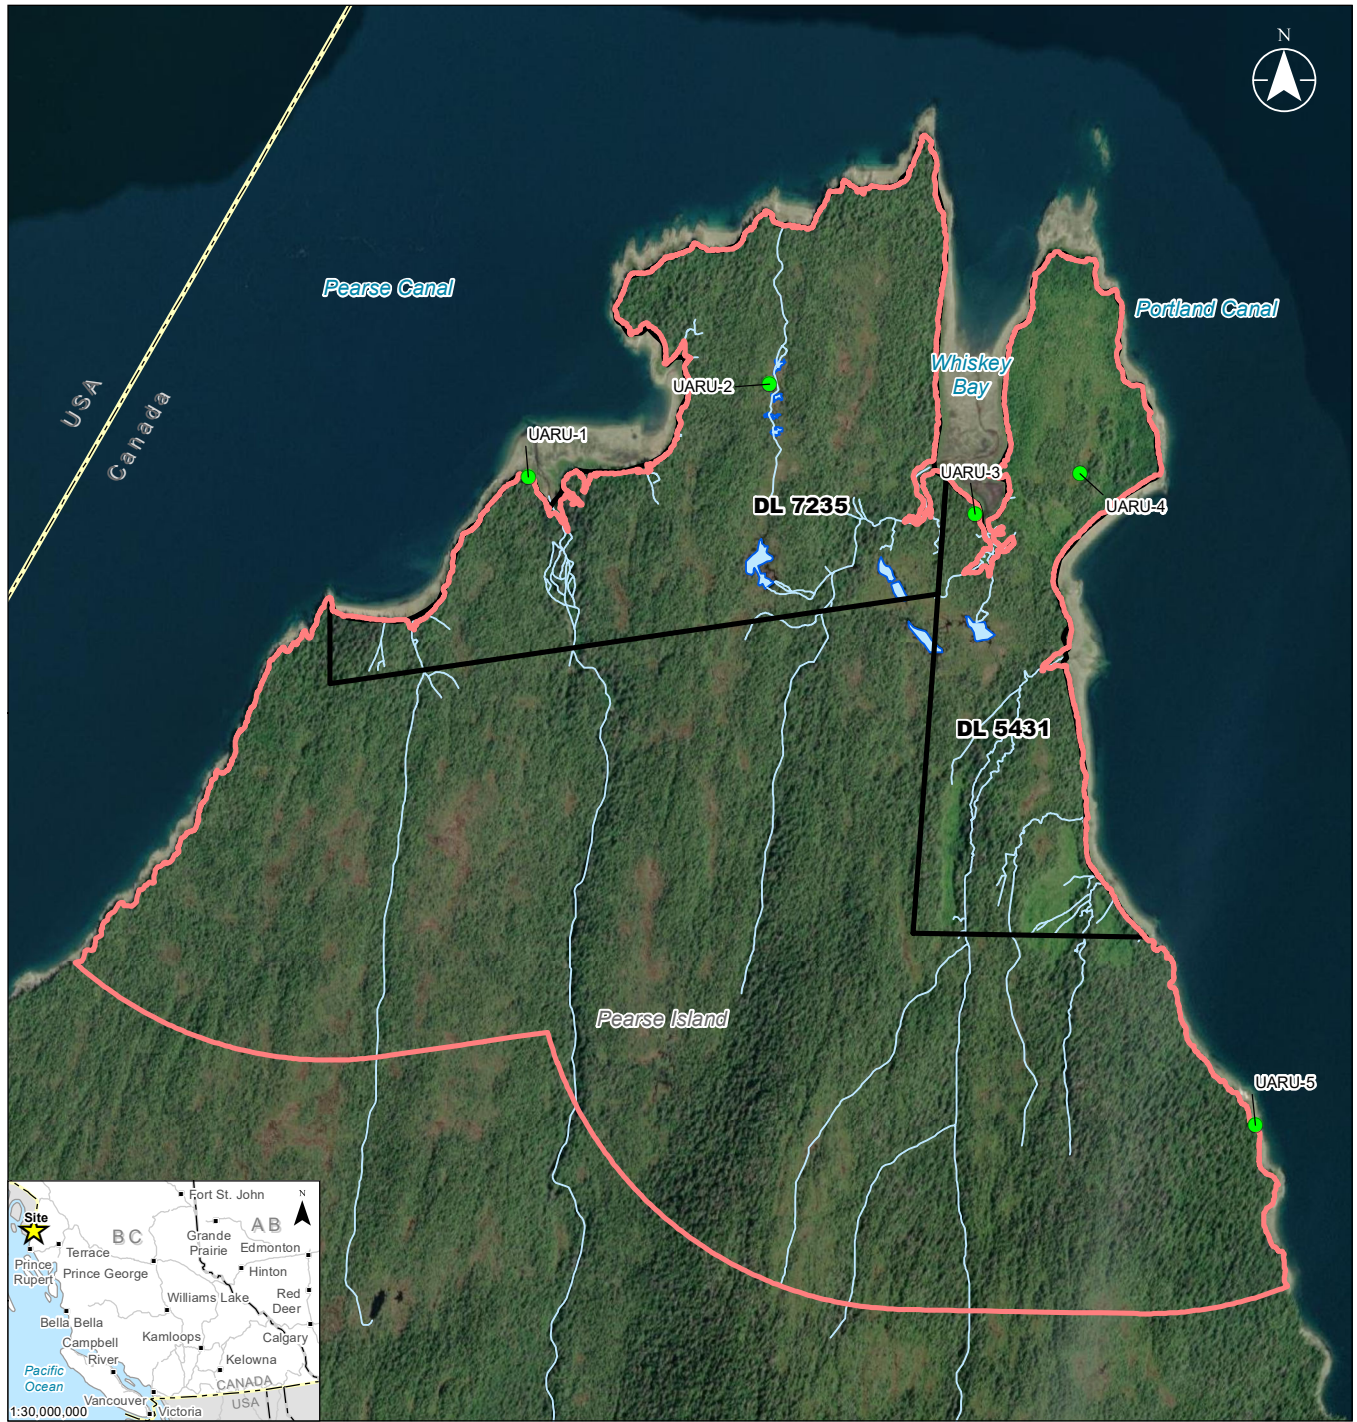 N
Pearse Canal
Portland Canal
Whiskey
Bay
UARU-2
USA
Canada
UARU-1
UARU-3
DL 7235
UARU-4
DL 5431
Pearse Island
UARU-5
Fort St. John
N
Site
BC
AB
Grande
Prairie
Edmonton
Terrace
Prince
Rupert
Prince George
Hinton
Williams Lake
Red
Deer
Bella Bella
Campbell
River
Kamloops
Calgary
Kelowna
Pacific
Ocean
CANADA
USA
Vancouver
Victoria
1:30,000,000